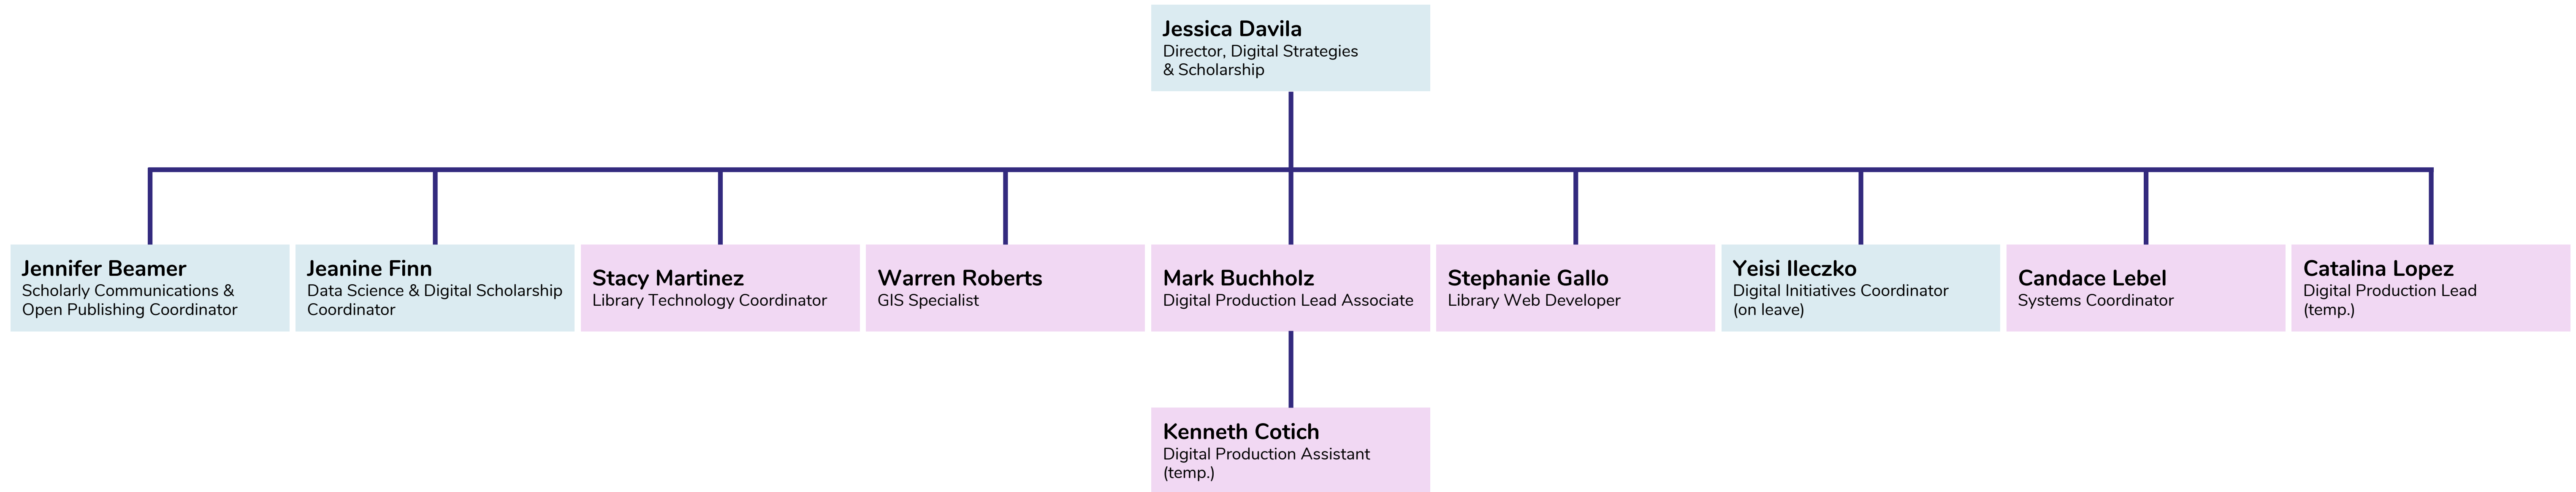 Jessica Davila
Director, Digital Strategies
& Scholarship
Jennifer Beamer
Scholarly Communications &
Open Publishing Coordinator
Jeanine Finn
Data Science & Digital Scholarship
Coordinator
Stacy Martinez
Library Technology Coordinator
Warren Roberts
GIS Specialist
Mark Buchholz
Digital Production Lead Associate
Stephanie Gallo
Library Web Developer
Yeisi Ileczko
Digital Initiatives Coordinator
(on leave)
Candace Lebel
Systems Coordinator
Catalina Lopez
Digital Production Lead
(temp.)
Kenneth Cotich
Digital Production Assistant
(temp.)